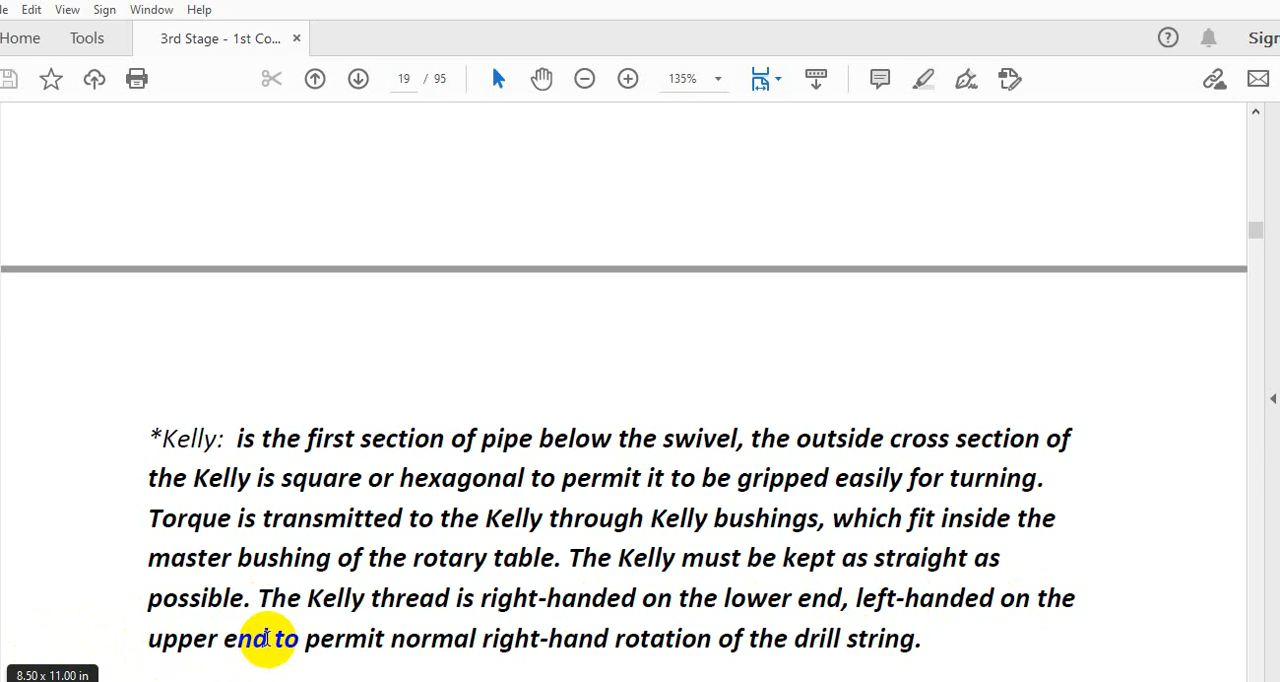 Edit View Sign Window Help
Home Tools 3rd Stage - 1st Co... ×
19 / 95 135%
*Kelly: is the first section of pipe below the swivel, the outside cross section of
the Kelly is square or hexagonal to permit it to be gripped easily for turning.
Torque is transmitted to the Kelly through Kelly bushings, which fit inside the
master bushing of the rotary table. The Kelly must be kept as straight as
possible. The Kelly thread is right-handed on the lower end, left-handed on the
upper end to permit normal right-hand rotation of the drill string.
8.50 x 11.00 in